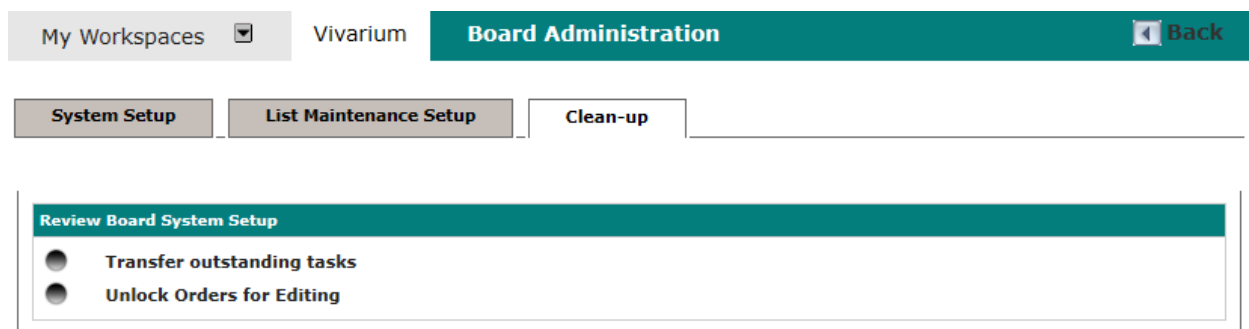 My Workspaces Vivarium Board Administration Back
System Setup List Maintenance Setup Clean-up
Review Board System Setup
Transfer outstanding tasks
Unlock Orders for Editing